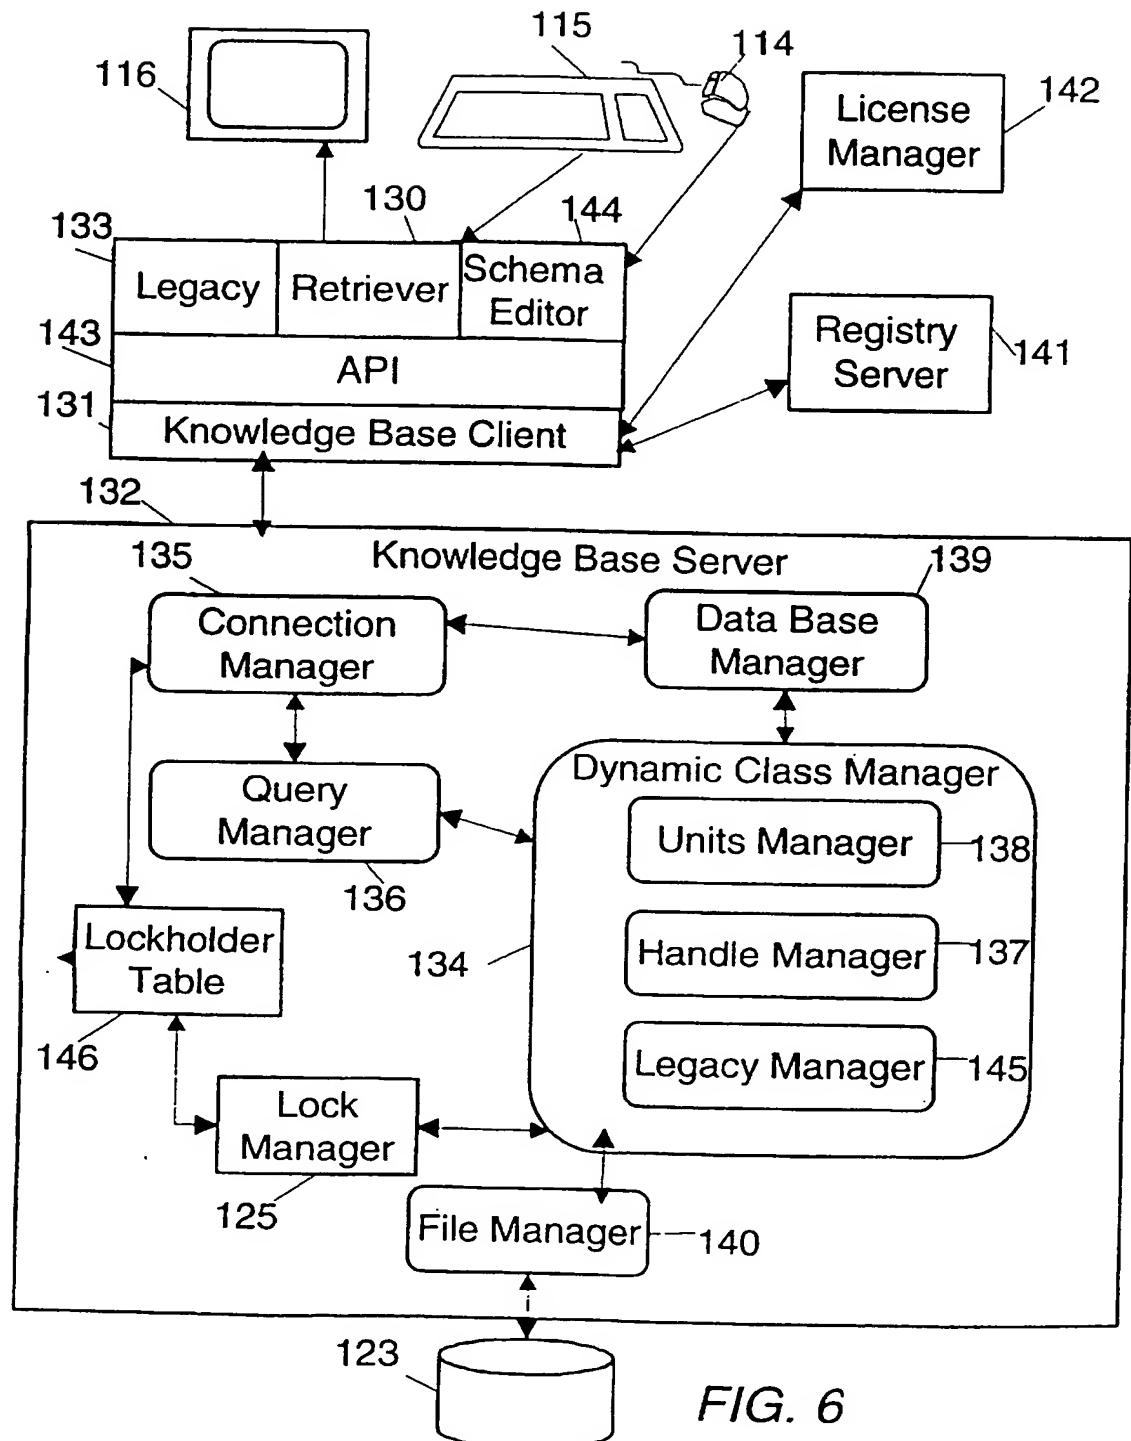 115
114
116
142
License
Manager
130
144
133
Legacy
Retriever
Schema
Editor
143
API
Registry
Server
141
131
Knowledge Base Client
132
Knowledge Base Server
135
139
Connection
Manager
Data Base
Manager
Query
Manager
136
Dynamic Class Manager
Units Manager
138
Lockholder
Table
134
Handle Manager
137
146
Legacy Manager
145
Lock
Manager
125
File Manager
140
123
FIG. 6